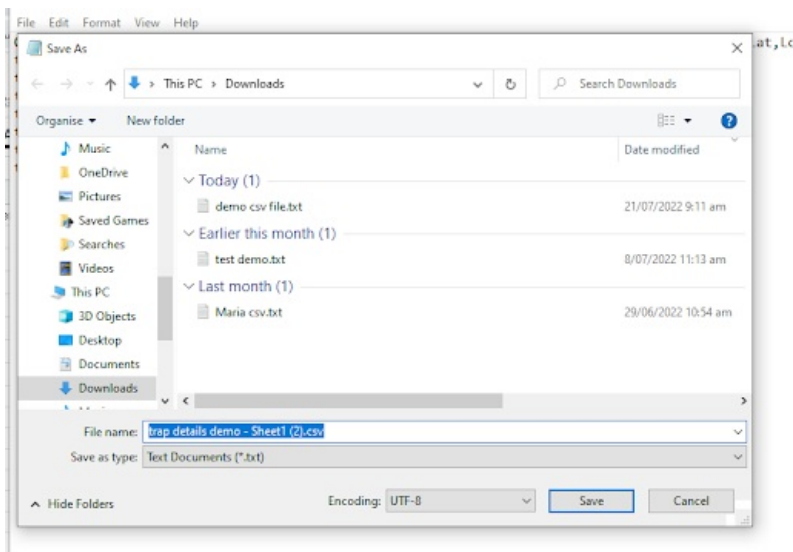 File Edit Format View Help
Save As
at,Lo
This PC > Downloads
Search Downloads
Organise New folder
Music
OneDrive
Pictures
Saved Games
Searches
Videos
This PC
3D Objects
Desktop
Documents
Downloads
Name Date modified
Today (1)
demo csv file.txt 21/07/2022 9:11 am
Earlier this month (1)
test demo.txt 8/07/2022 11:13 am
Last month (1)
Maria csv.txt 29/06/2022 10:54 am
File name: trap details demo - Sheet1 (2).csv
Save as type: Text Documents (*.txt)
Hide Folders Encoding: UTF-8 Save Cancel